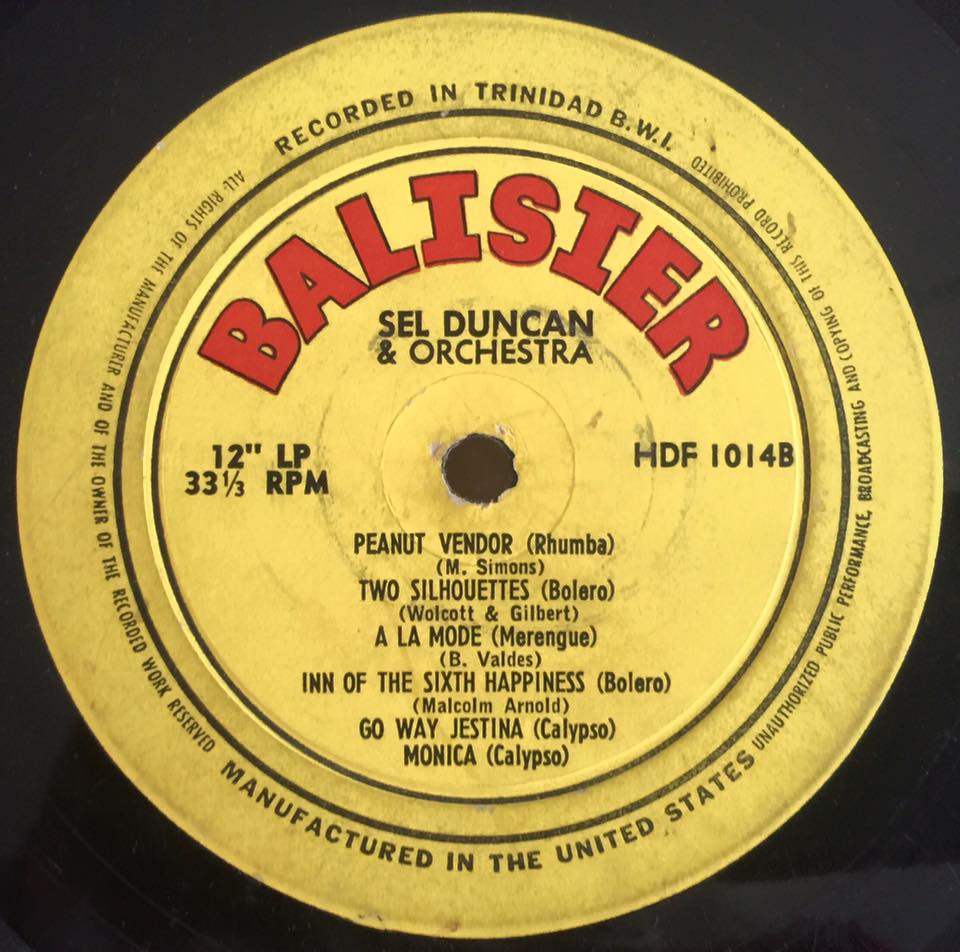 RECORDED IN TRINIDAD B.W.I.
ALL RIGHTS OF THE MANUFACTURER AND OF THE OWNER OF THE RECORDED WORK RESERVED
UNAUTHORIZED PUBLIC PERFORMANCE, BROADCASTING AND COPYING OF THIS RECORD PROHIBITED
BALISIER
SEL DUNCAN
& ORCHESTRA
12" LP
33⅓ RPM
HDF 1014B
PEANUT VENDOR (Rhumba)
(M. Simons)
TWO SILHOUETTES (Bolero)
(Wolcott & Gilbert)
A LA MODE (Merengue)
(B. Valdes)
INN OF THE SIXTH HAPPINESS (Bolero)
(Malcolm Arnold)
GO WAY JESTINA (Calypso)
MONICA (Calypso)
MANUFACTURED IN THE UNITED STATES